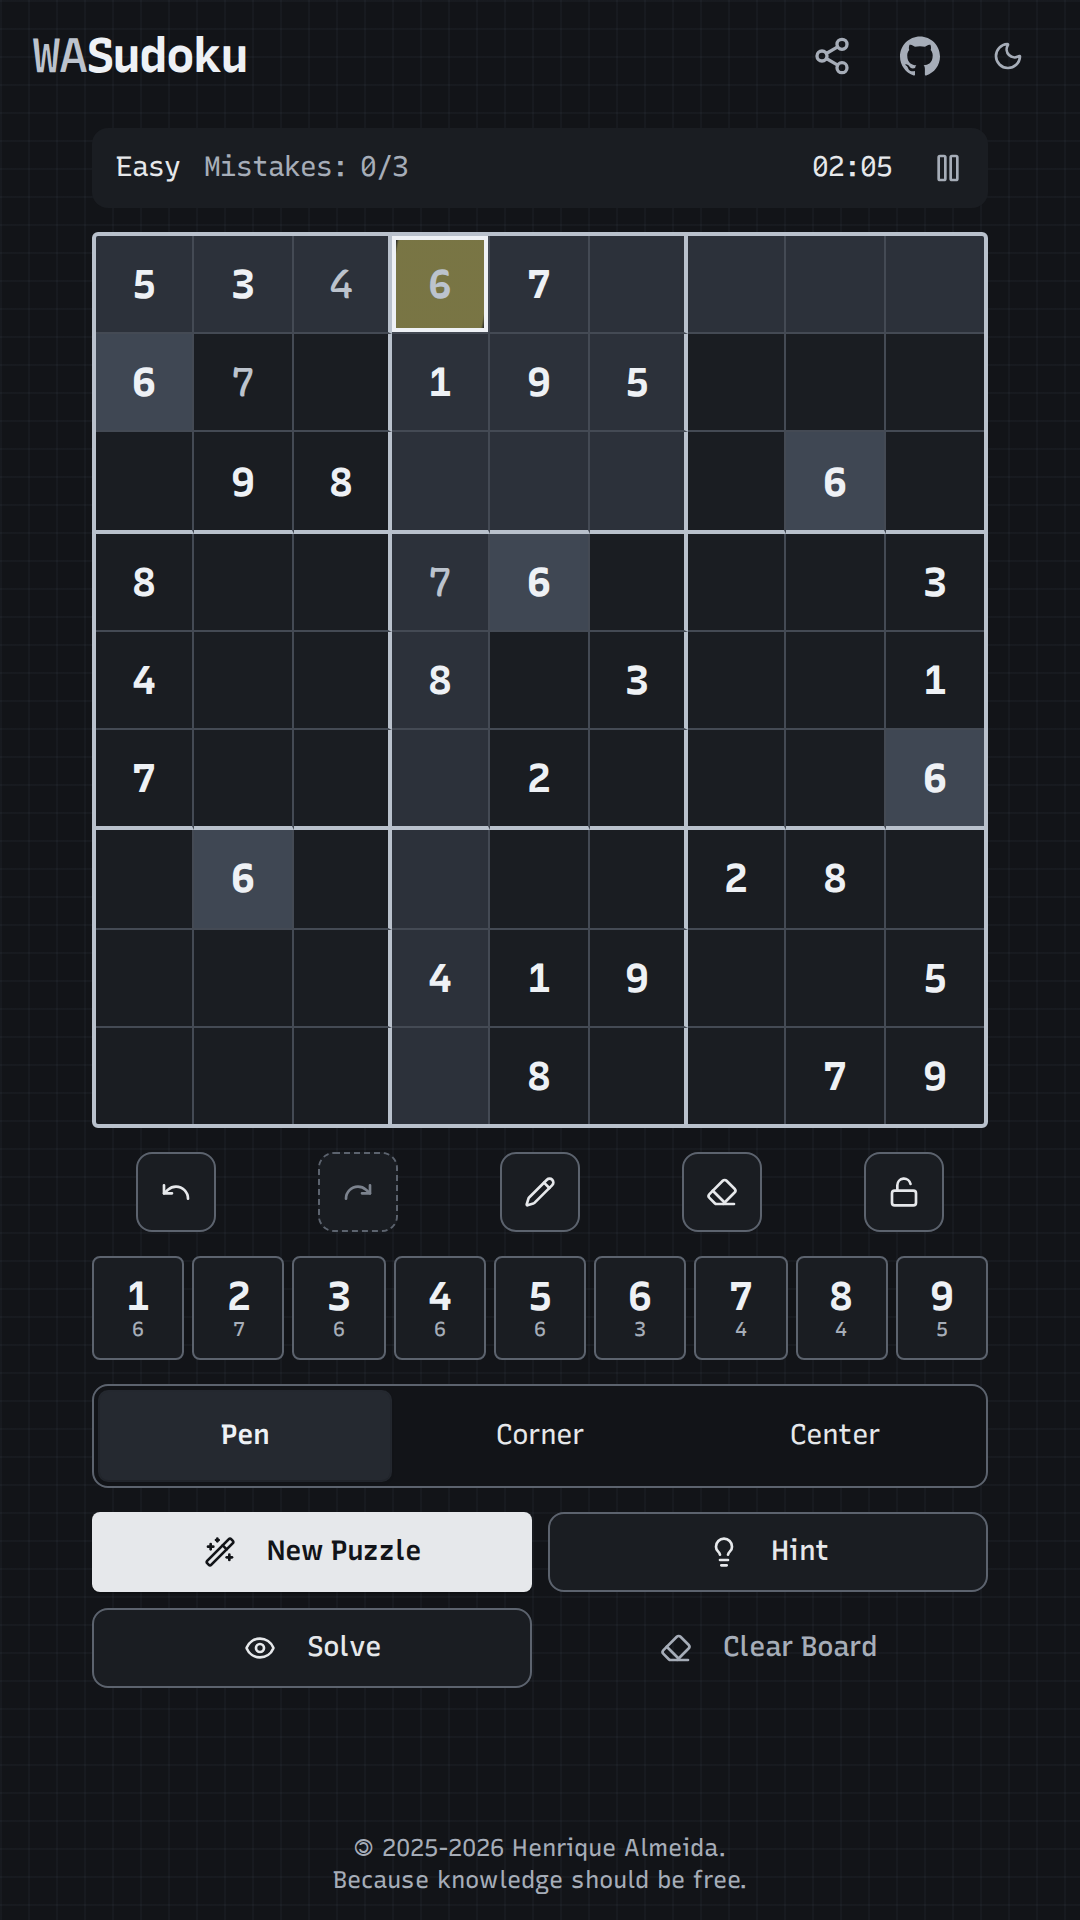 WASudoku
Easy Mistakes: 0/3 02:05
5 3 4 6 7
6 7 1 9 5
9 8 6
8 7 6 3
4 8 3 1
7 2 6
6 2 8
4 1 9 5
8 7 9
1 2 3 4 5 6 7 8 9
6 7 6 6 6 3 4 4 5
Pen Corner Center
New Puzzle Hint
Solve Clear Board
🄯 2025-2026 Henrique Almeida.
Because knowledge should be free.